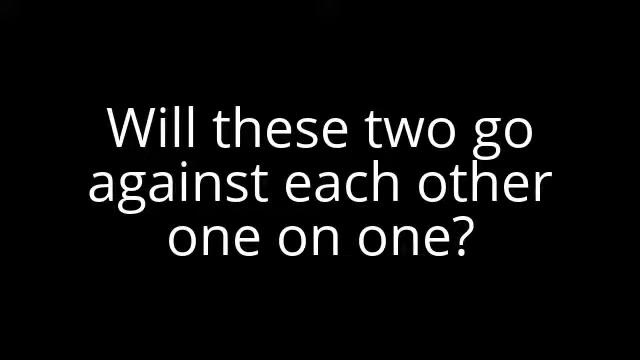 Will these two go
against each other
one on one?